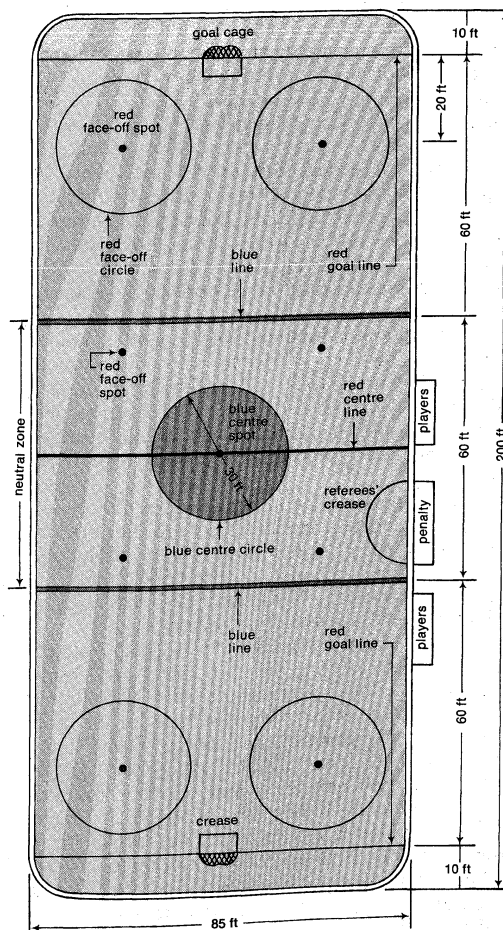 goal cage
10 ft
20 ft
red
face-off spot
60 ft
red
face-off
circle
blue
line
red
goal line
red
face-off
spot
neutral zone
blue
centre
spot
red
centre
line
players
30 ft
60 ft
200 ft
referees'
crease
penalty
blue centre circle
blue
line
red
goal line
players
60 ft
crease
10 ft
85 ft